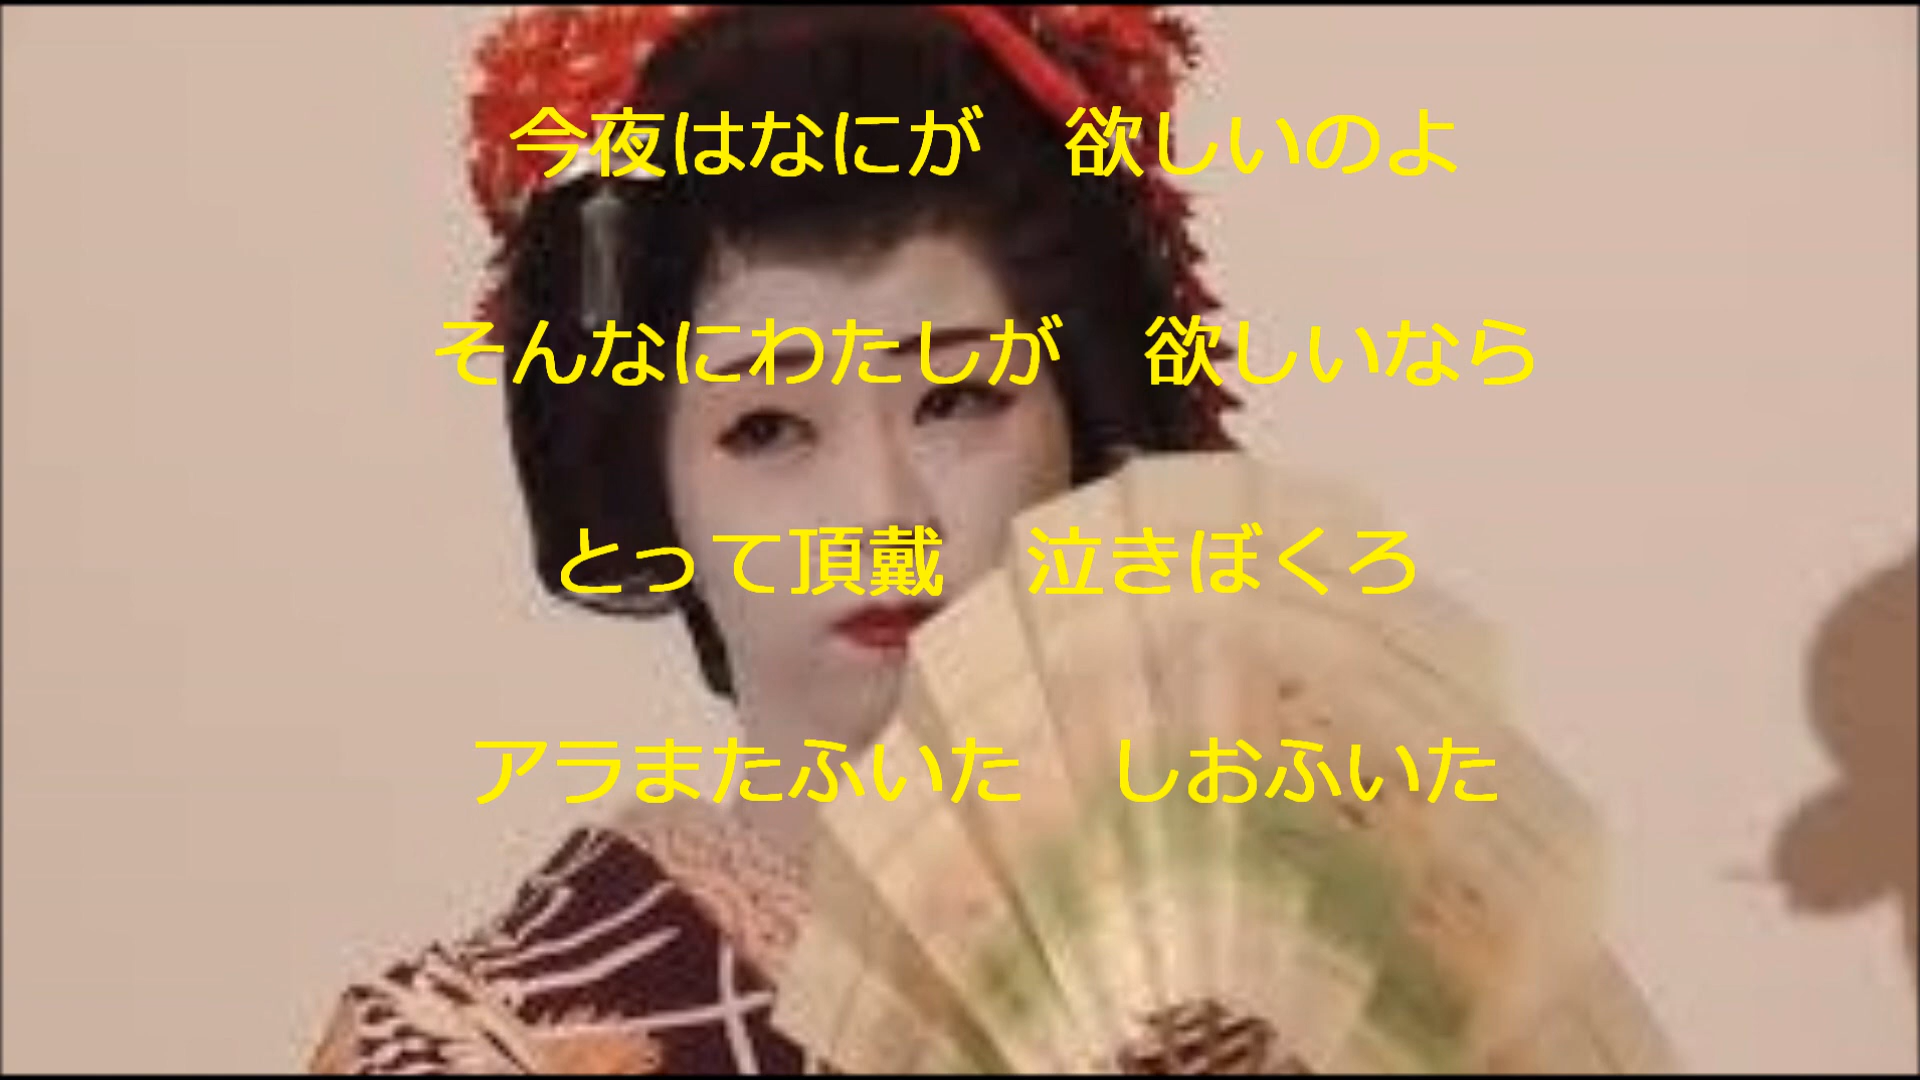 今夜はなにが　欲しいのよ
そんなにわたしが　欲しいなら
とって頂戴　泣きぼくろ
アラまたふいた　しおふいた